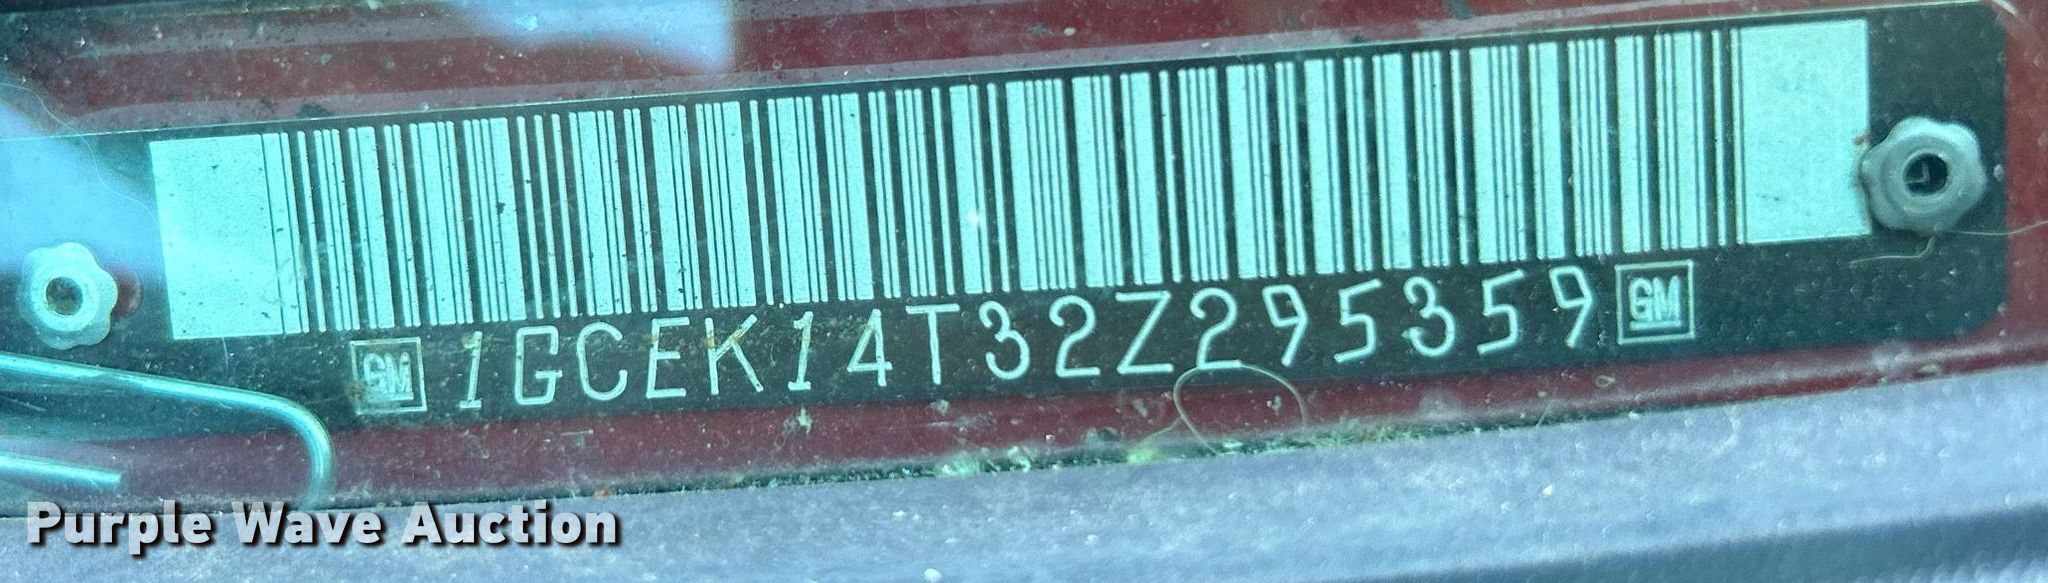 GM 1GCEK14T32Z295359 GM
Purple Wave Auction